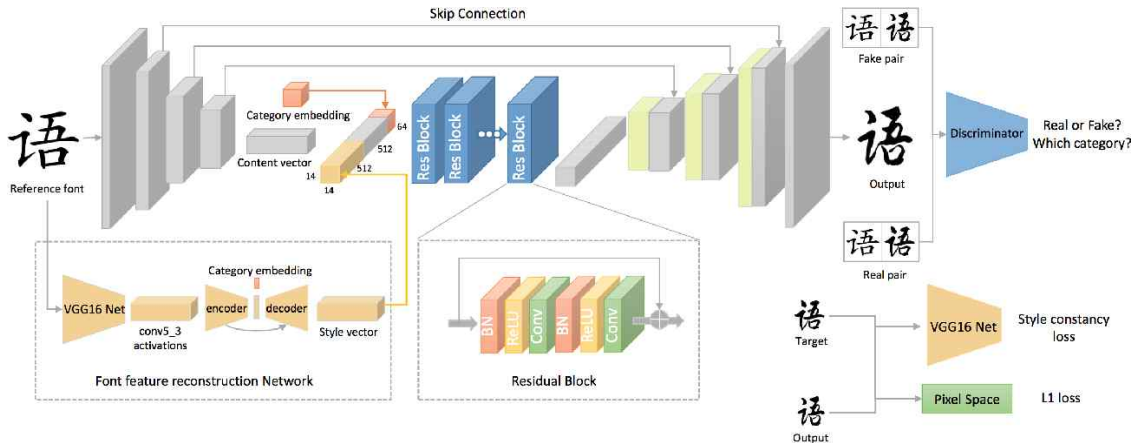 Skip Connection
语 语
Fake pair
Category embedding
64
Res Block
Res Block
Res Block
语
Content vector
512
512
14
14
语
Discriminator
Real or Fake?
Which category?
Reference font
Output
语 语
Real pair
Category embedding
VGG16 Net
encoder
decoder
conv5_3
activations
Style vector
Font feature reconstruction Network
BN
ReLU
Conv
BN
ReLU
Conv
Residual Block
语
Target
VGG16 Net
Style constancy
loss
语
Output
Pixel Space
L1 loss